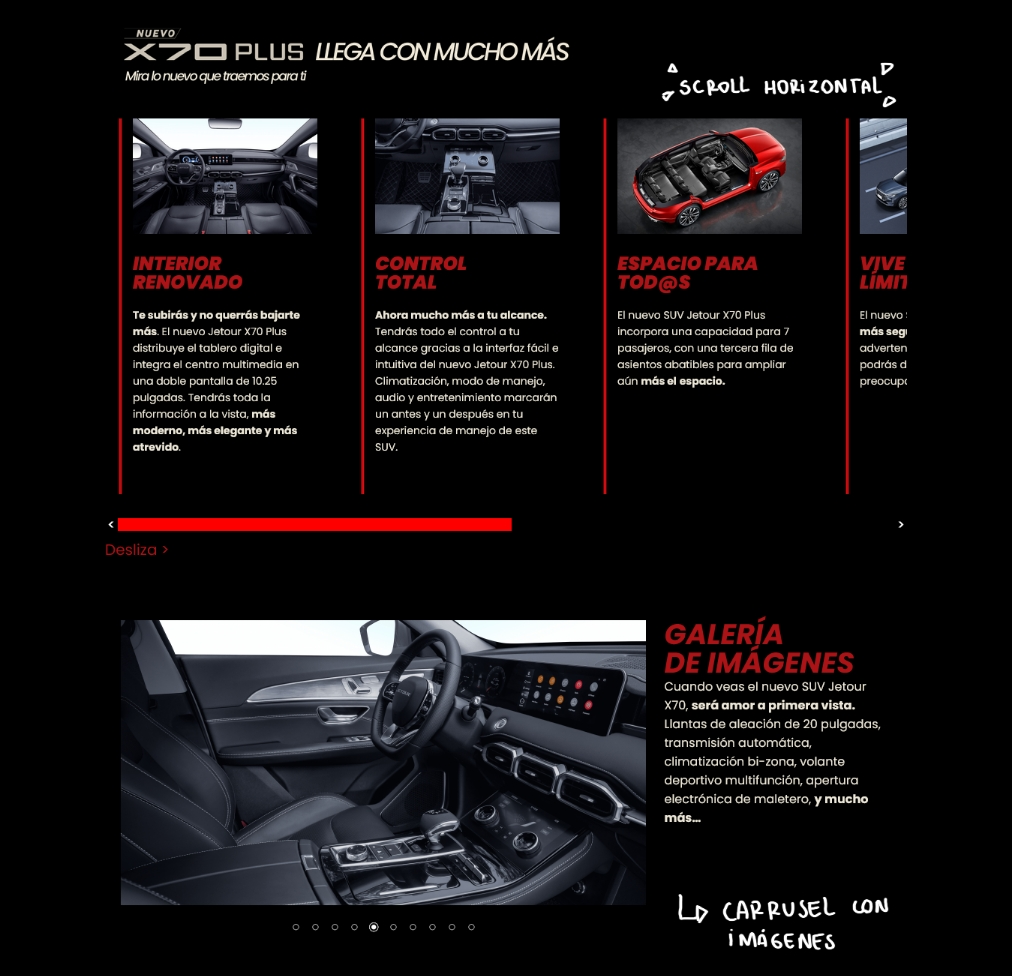 NUEVO
X70 PLUS LLEGA CON MUCHO MÁS
Mira lo nuevo que traemos para ti
SCROLL HORIZONTAL
INTERIOR
RENOVADO
Te subirás y no querrás bajarte
más. El nuevo Jetour X70 Plus
distribuye el tablero digital e
integra el centro multimedia en
una doble pantalla de 10.25
pulgadas. Tendrás toda la
información a la vista, más
moderno, más elegante y más
atrevido.
CONTROL
TOTAL
Ahora mucho más a tu alcance.
Tendrás todo el control a tu
alcance gracias a la interfaz fácil e
intuitiva del nuevo Jetour X70 Plus.
Climatización, modo de manejo,
audio y entretenimiento marcarán
un antes y un después en tu
experiencia de manejo de este
SUV.
ESPACIO PARA
TOD@S
El nuevo SUV Jetour X70 Plus
incorpora una capacidad para 7
pasajeros, con una tercera fila de
asientos abatibles para ampliar
aún más el espacio.
VIVE
LÍMIT
El nuevo
más segu
adverten
podrás d
preocupa
< >
Desliza >
GALERÍA
DE IMÁGENES
Cuando veas el nuevo SUV Jetour
X70, será amor a primera vista.
Llantas de aleación de 20 pulgadas,
transmisión automática,
climatización bi-zona, volante
deportivo multifunción, apertura
electrónica de maletero, y mucho
más...
CARRUSEL CON
IMÁGENES